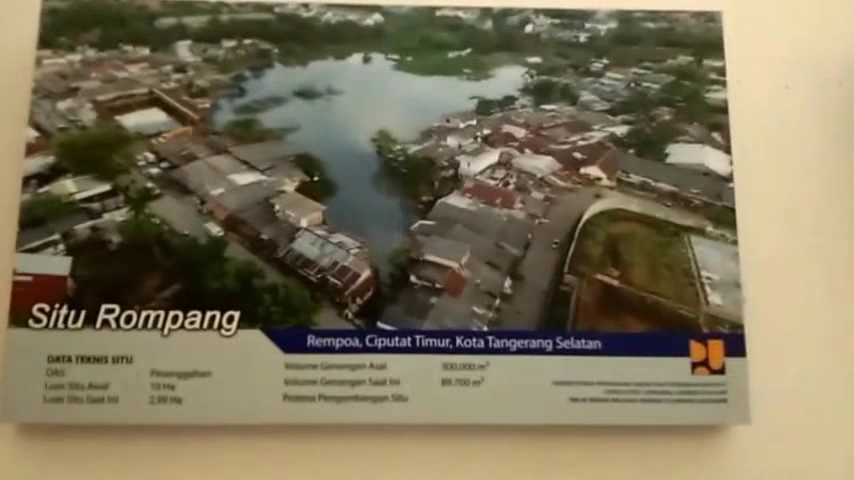 Situ Rompang
Rempoa, Ciputat Timur, Kota Tangerang Selatan
DATA TEKNIS SITU
DAS Pesanggahan
Luas Situ Awal 10 Ha
Luas Situ Saat Ini 2,99 Ha
Volume Genangan Asal 300.000 m³
Volume Genangan Saat Ini 89.700 m³
Potensi Pengembangan Situ